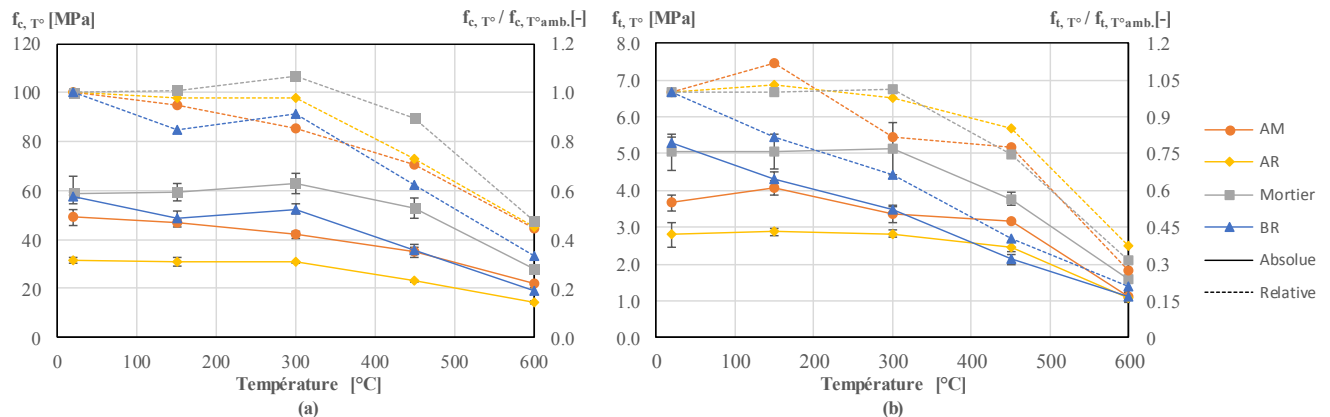 f_c, T° [MPa]
f_c, T° / f_c, T°amb.[-]
120
100
80
60
40
20
0
1.2
1.0
0.8
0.6
0.4
0.2
0.0
0 100 200 300 400 500 600
Température [°C]
(a)
f_t, T° [MPa]
f_t, T° / f_t, T°amb.[-]
8.0
7.0
6.0
5.0
4.0
3.0
2.0
1.0
0.0
1.2
1.05
0.9
0.75
0.6
0.45
0.3
0.15
0
0 100 200 300 400 500 600
Température [°C]
(b)
AM
AR
Mortier
BR
Absolue
Relative